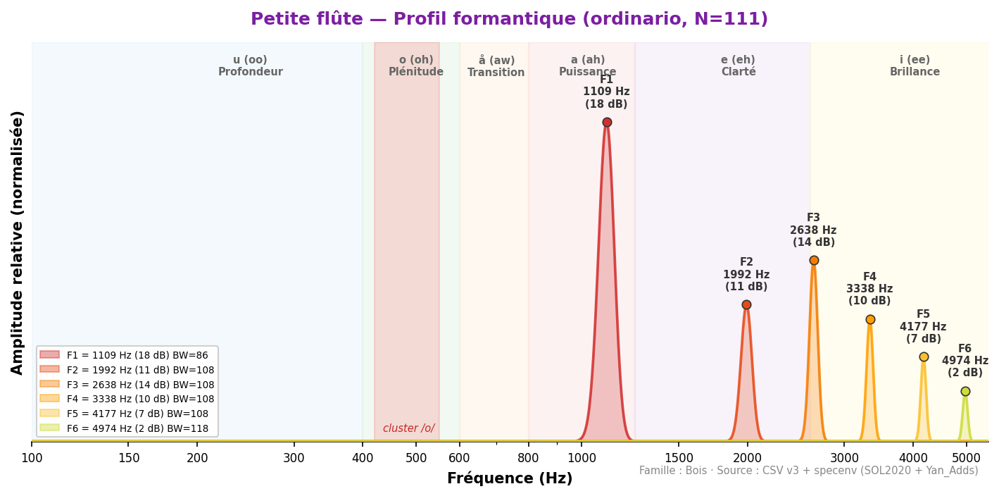 Petite flûte — Profil formantique (ordinario, N=111)
u (oo)
Profondeur
o (oh)
Plénitude
å (aw)
Transition
a (ah)
Puissance
e (eh)
Clarté
i (ee)
Brillance
F1
1109 Hz
(18 dB)
F2
1992 Hz
(11 dB)
F3
2638 Hz
(14 dB)
F4
3338 Hz
(10 dB)
F5
4177 Hz
(7 dB)
F6
4974 Hz
(2 dB)
Amplitude relative (normalisée)
F1 = 1109 Hz (18 dB) BW=86
F2 = 1992 Hz (11 dB) BW=108
F3 = 2638 Hz (14 dB) BW=108
F4 = 3338 Hz (10 dB) BW=108
F5 = 4177 Hz (7 dB) BW=108
F6 = 4974 Hz (2 dB) BW=118
cluster /o/
100 150 200 300 400 500 600 800 1000 1500 2000 3000 4000 5000
Fréquence (Hz)
Famille : Bois · Source : CSV v3 + specenv (SOL2020 + Yan_Adds)